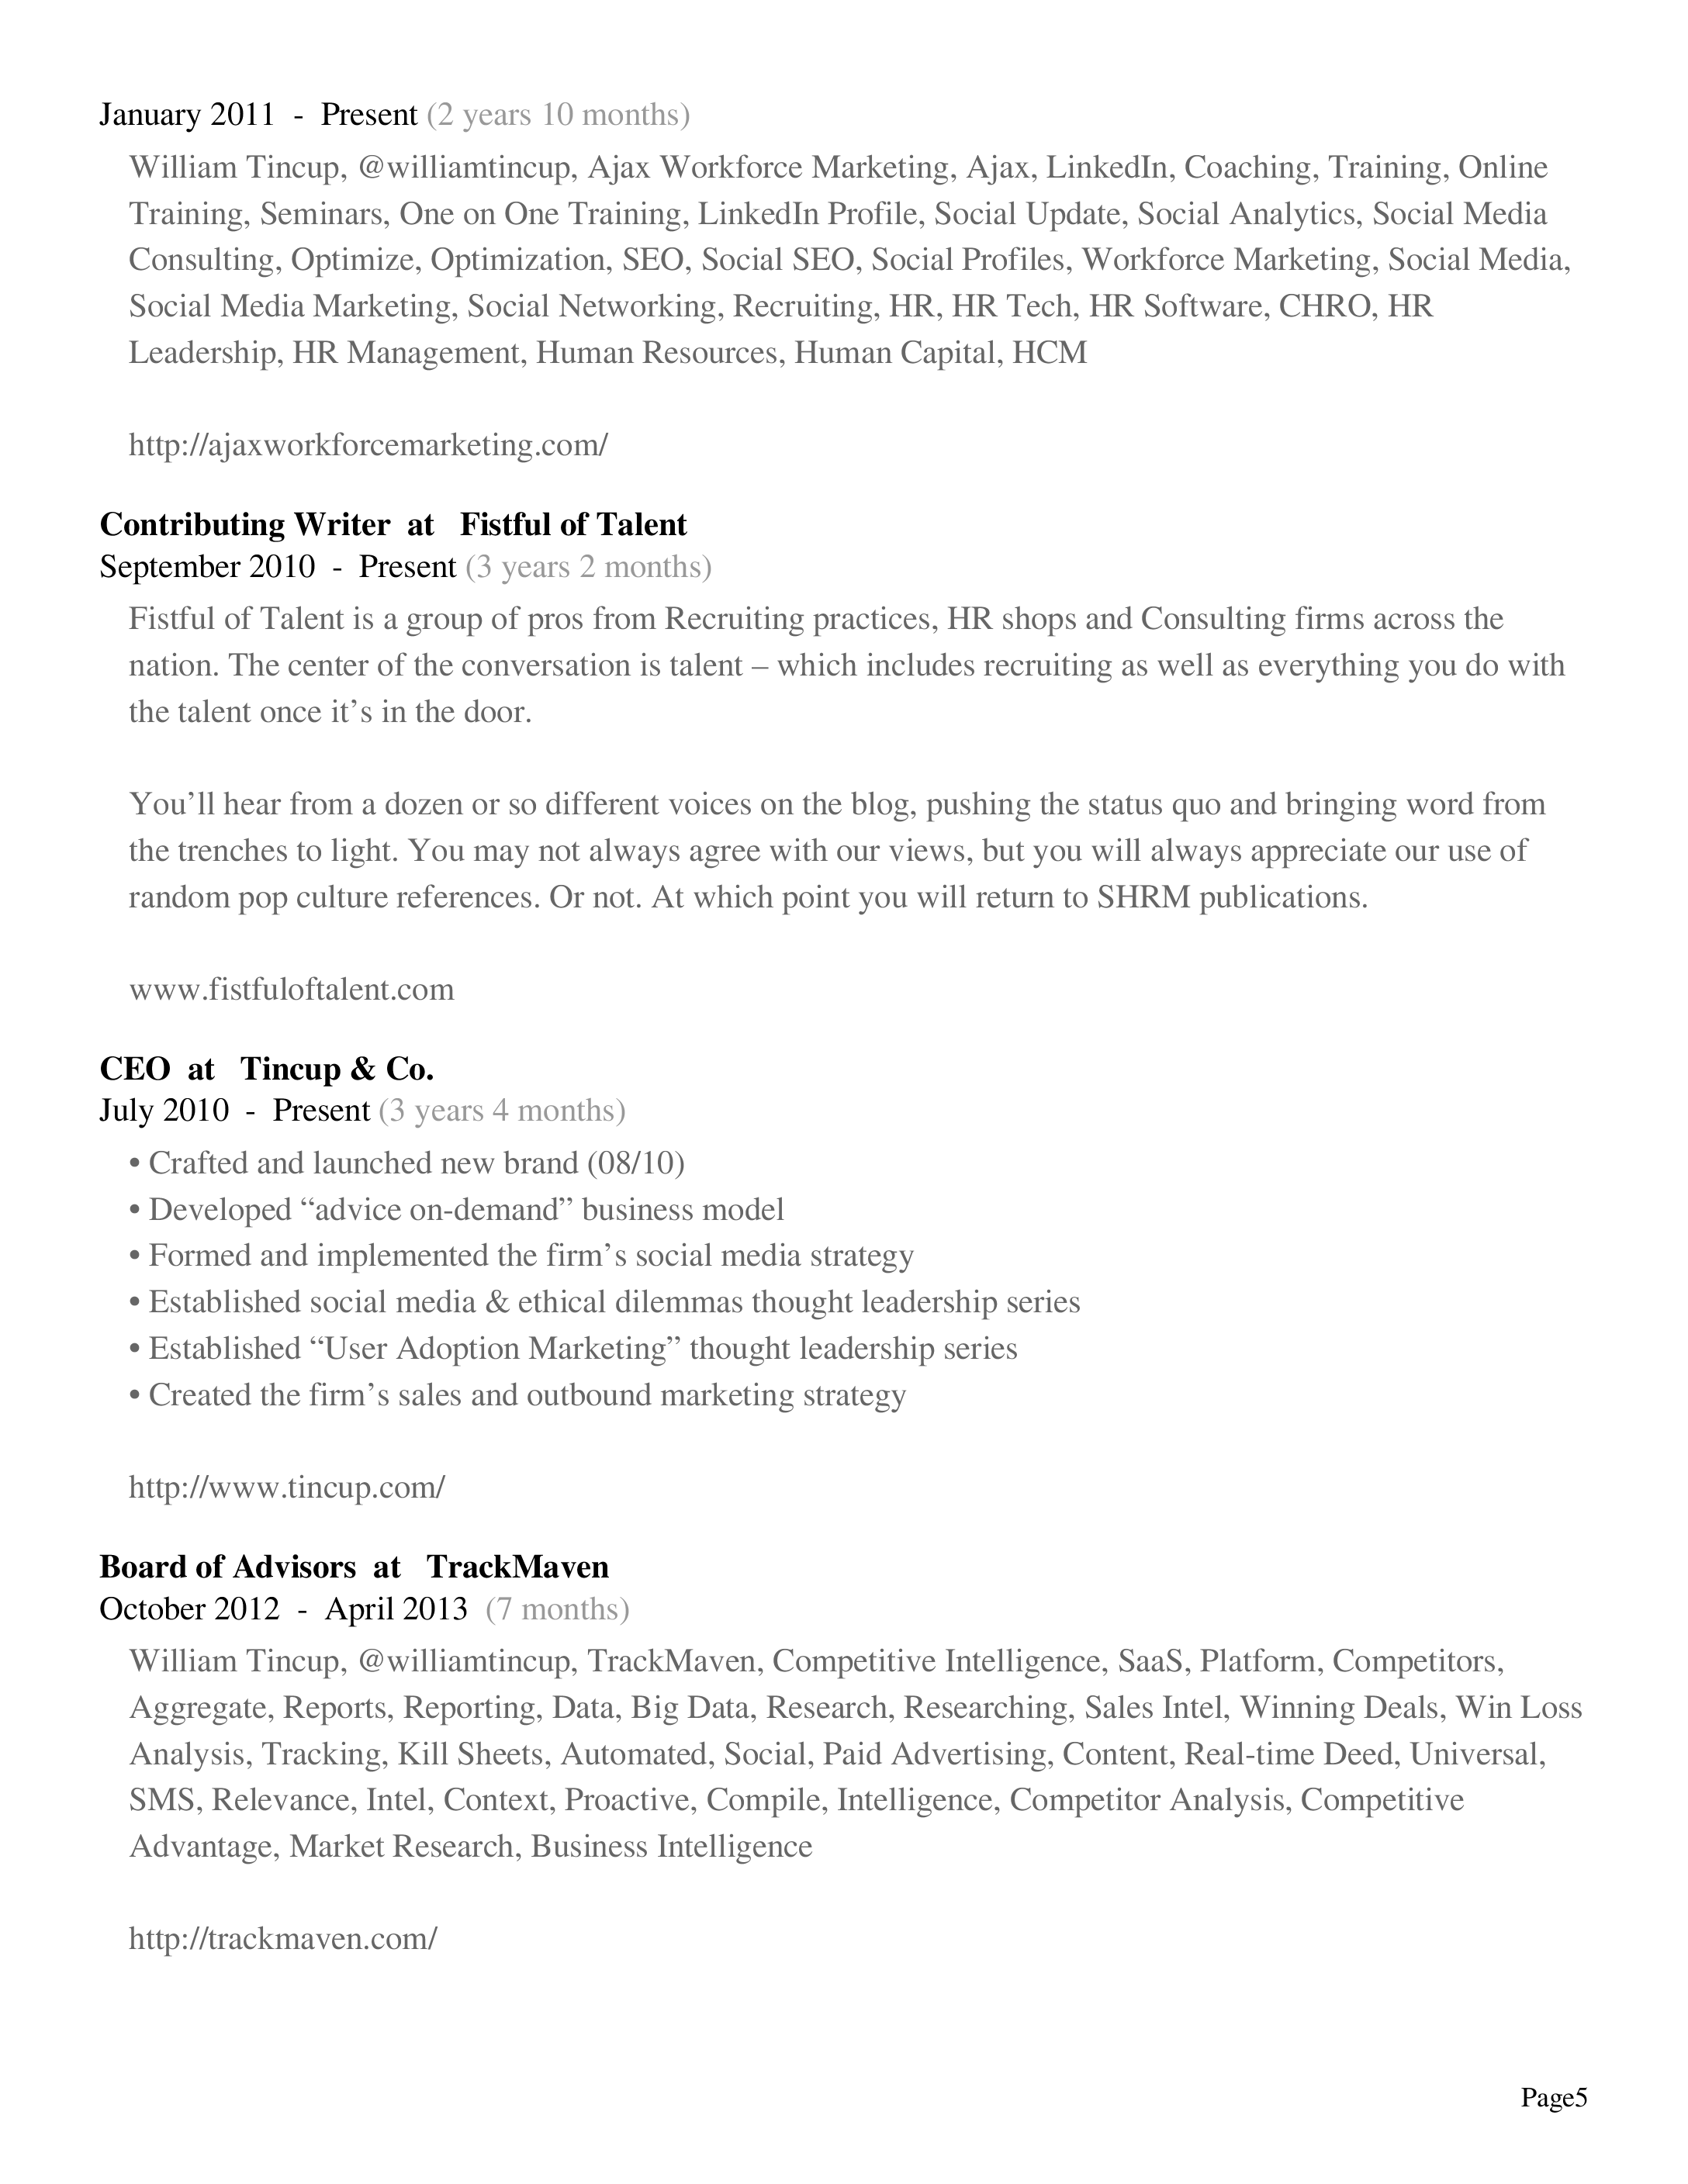 January 2011 - Present (2 years 10 months)
William Tincup, @williamtincup, Ajax Workforce Marketing, Ajax, LinkedIn, Coaching, Training, Online
Training, Seminars, One on One Training, LinkedIn Profile, Social Update, Social Analytics, Social Media
Consulting, Optimize, Optimization, SEO, Social SEO, Social Profiles, Workforce Marketing, Social Media,
Social Media Marketing, Social Networking, Recruiting, HR, HR Tech, HR Software, CHRO, HR
Leadership, HR Management, Human Resources, Human Capital, HCM
http://ajaxworkforcemarketing.com/
Contributing Writer at Fistful of Talent
September 2010 - Present (3 years 2 months)
Fistful of Talent is a group of pros from Recruiting practices, HR shops and Consulting firms across the
nation. The center of the conversation is talent – which includes recruiting as well as everything you do with
the talent once it’s in the door.
You’ll hear from a dozen or so different voices on the blog, pushing the status quo and bringing word from
the trenches to light. You may not always agree with our views, but you will always appreciate our use of
random pop culture references. Or not. At which point you will return to SHRM publications.
www.fistfuloftalent.com
CEO at Tincup & Co.
July 2010 - Present (3 years 4 months)
• Crafted and launched new brand (08/10)
• Developed “advice on-demand” business model
• Formed and implemented the firm’s social media strategy
• Established social media & ethical dilemmas thought leadership series
• Established “User Adoption Marketing” thought leadership series
• Created the firm’s sales and outbound marketing strategy
http://www.tincup.com/
Board of Advisors at TrackMaven
October 2012 - April 2013 (7 months)
William Tincup, @williamtincup, TrackMaven, Competitive Intelligence, SaaS, Platform, Competitors,
Aggregate, Reports, Reporting, Data, Big Data, Research, Researching, Sales Intel, Winning Deals, Win Loss
Analysis, Tracking, Kill Sheets, Automated, Social, Paid Advertising, Content, Real-time Deed, Universal,
SMS, Relevance, Intel, Context, Proactive, Compile, Intelligence, Competitor Analysis, Competitive
Advantage, Market Research, Business Intelligence
http://trackmaven.com/
Page5